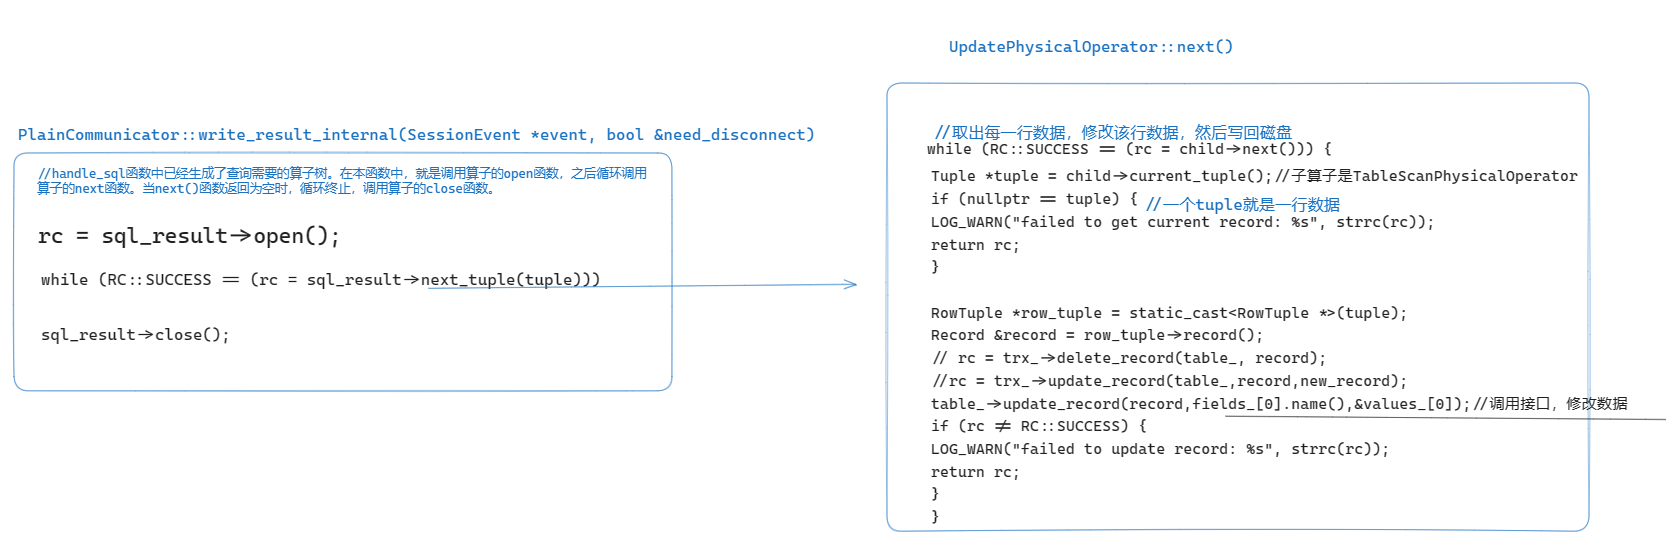 PlainCommunicator::write_result_internal(SessionEvent *event, bool &need_disconnect)
//handle_sql函数中已经生成了查询需要的算子树。在本函数中，就是调用算子的open函数，之后循环调用
算子的next函数。当next()函数返回为空时，循环终止，调用算子的close函数。
rc = sql_result->open();
while (RC::SUCCESS == (rc = sql_result->next_tuple(tuple)))
sql_result->close();
UpdatePhysicalOperator::next()
//取出每一行数据，修改该行数据，然后写回磁盘
while (RC::SUCCESS == (rc = child->next())) {
Tuple *tuple = child->current_tuple();//子算子是TableScanPhysicalOperator
if (nullptr == tuple) { //一个tuple就是一行数据
LOG_WARN("failed to get current record: %s", strrc(rc));
return rc;
}
RowTuple *row_tuple = static_cast<RowTuple *>(tuple);
Record &record = row_tuple->record();
// rc = trx_->delete_record(table_, record);
//rc = trx_->update_record(table_,record,new_record);
table_->update_record(record,fields_[0].name(),&values_[0]);//调用接口，修改数据
if (rc != RC::SUCCESS) {
LOG_WARN("failed to update record: %s", strrc(rc));
return rc;
}
}